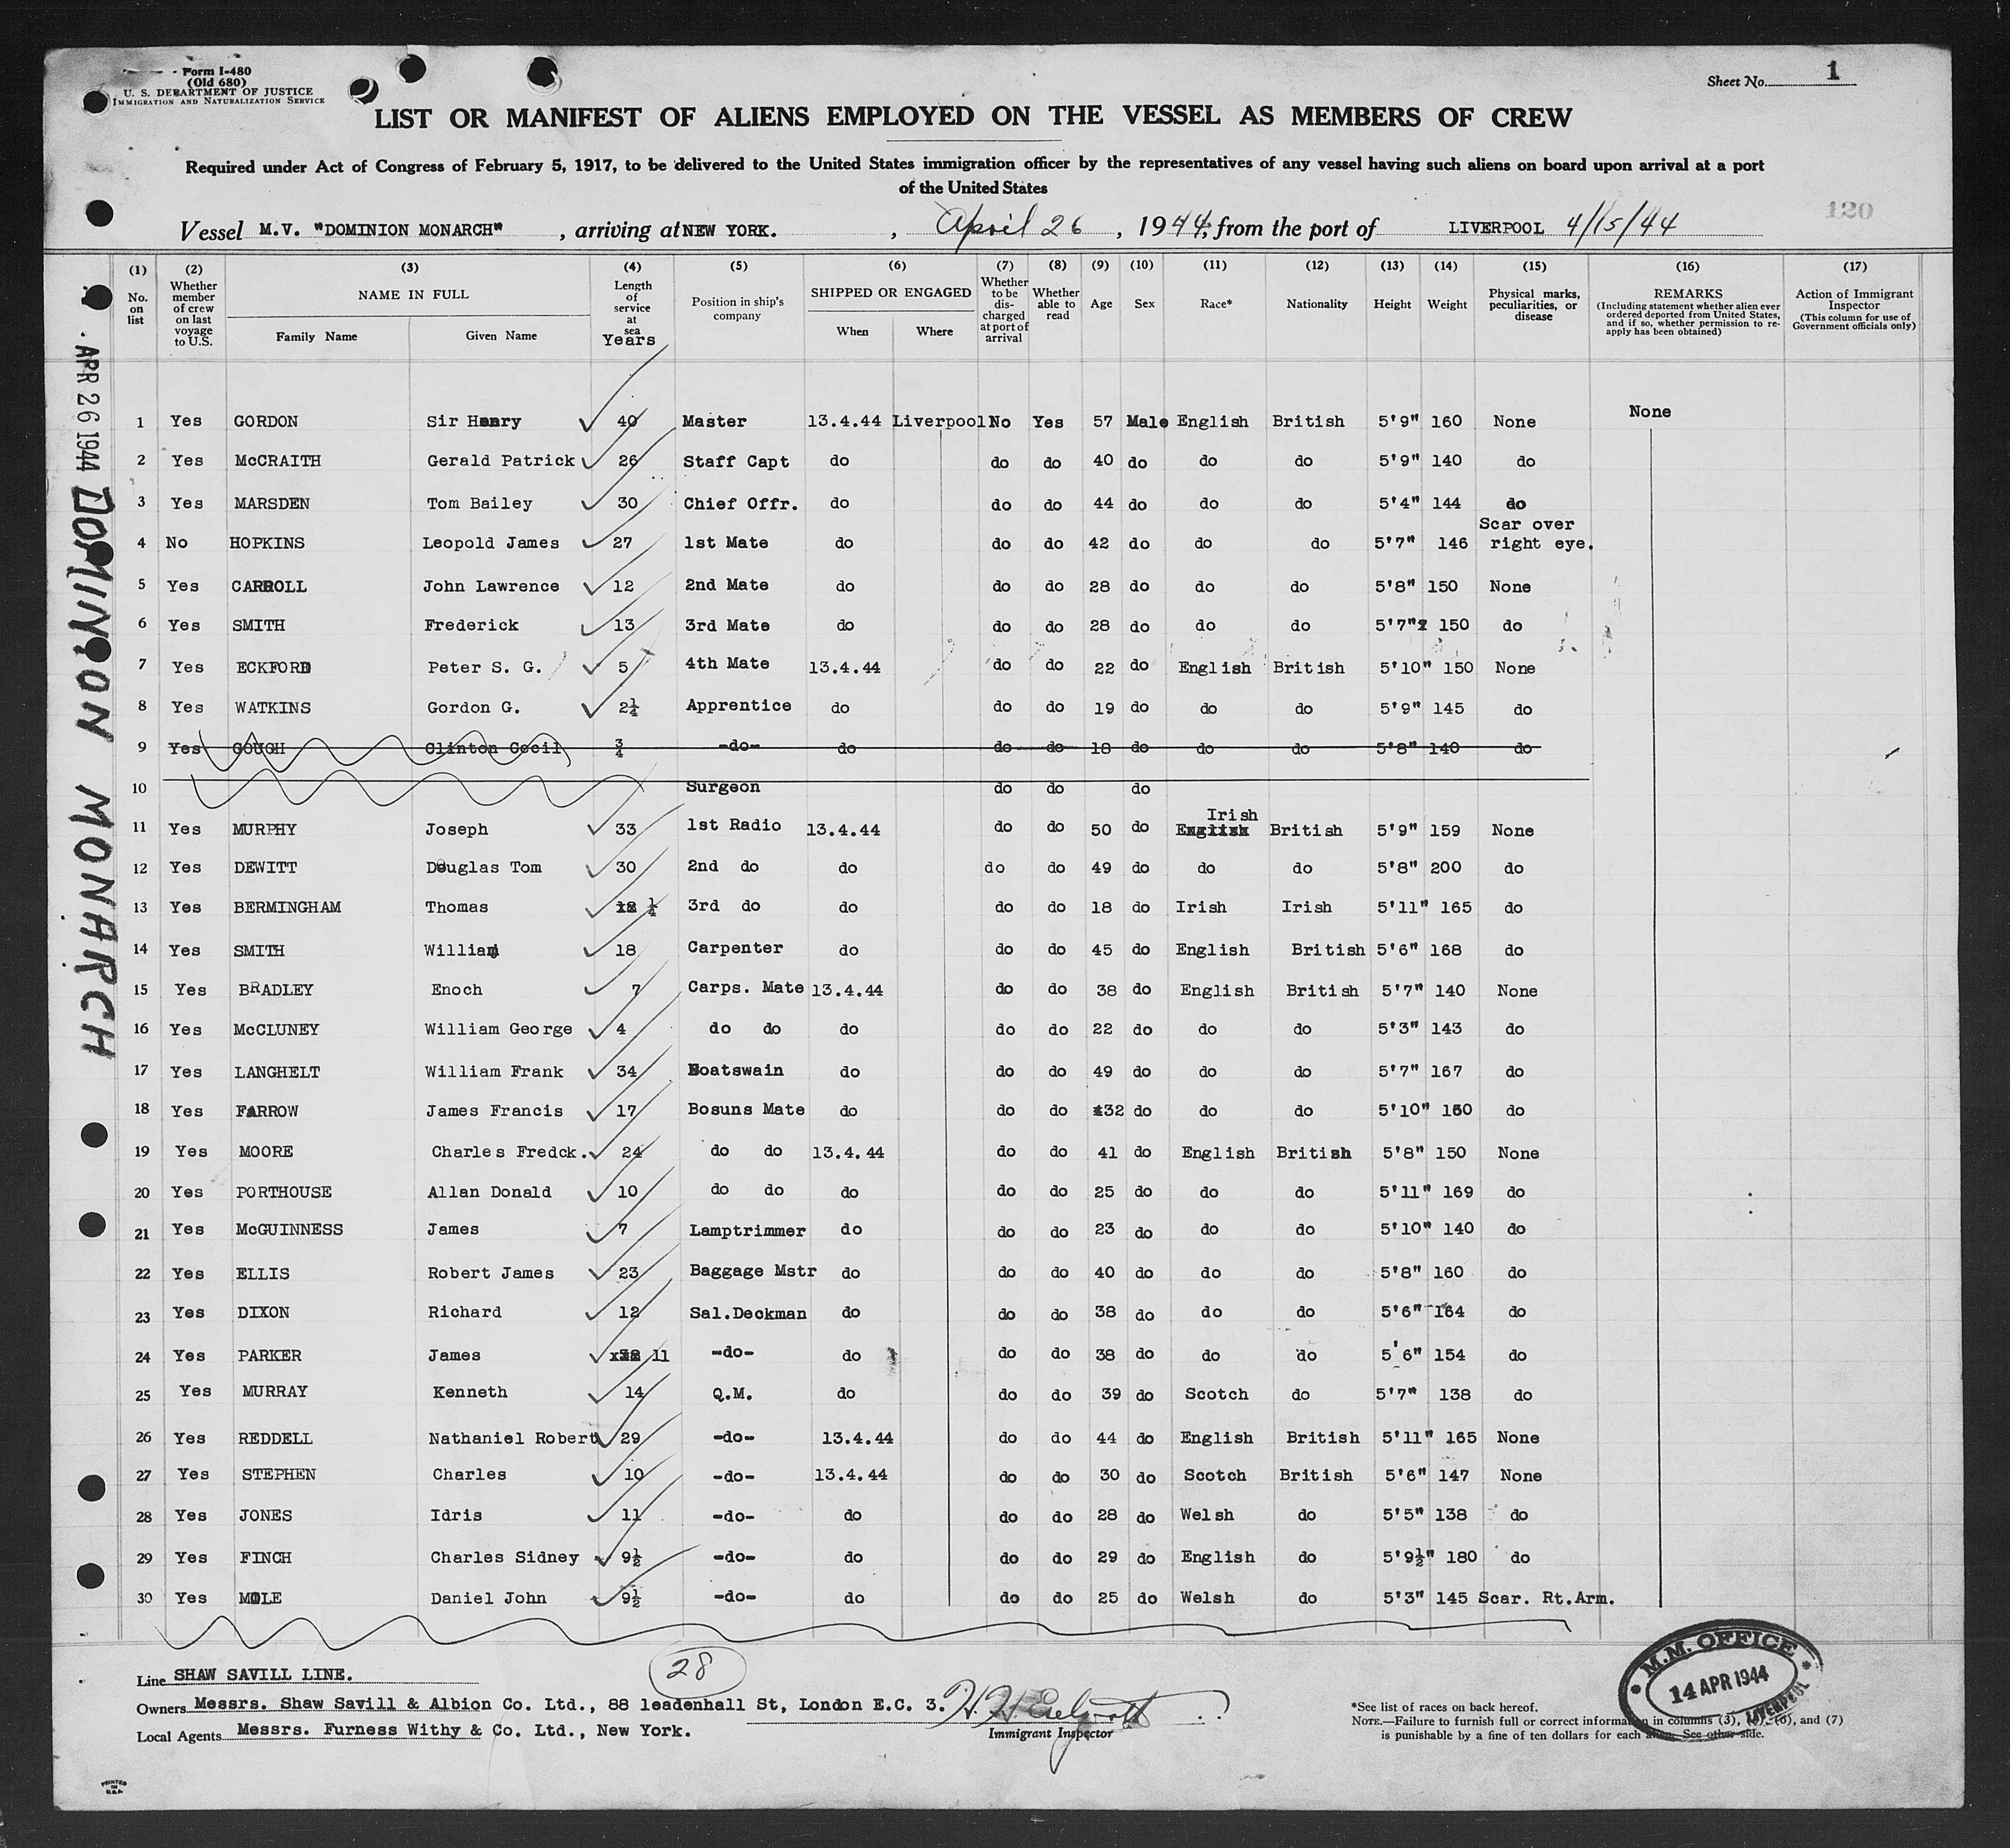 Form I-480
(Old 680)
U. S. DEPARTMENT OF JUSTICE
IMMIGRATION AND NATURALIZATION SERVICE
Sheet No. 1
LIST OR MANIFEST OF ALIENS EMPLOYED ON THE VESSEL AS MEMBERS OF CREW
Required under Act of Congress of February 5, 1917, to be delivered to the United States immigration officer by the representatives of any vessel having such aliens on board upon arrival at a port
of the United States
120
Vessel M.V. "DOMINION MONARCH" , arriving at NEW YORK. , April 26 , 1944, from the port of LIVERPOOL 4/15/44
(1) No. on list
(2) Whether member of crew on last voyage to U.S.
(3) NAME IN FULL
Family Name Given Name
(4) Length of service at sea Years
(5) Position in ship's company
(6) SHIPPED OR ENGAGED
When Where
(7) Whether to be discharged at port of arrival
(8) Whether able to read
(9) Age
(10) Sex
(11) Race*
(12) Nationality
(13) Height
(14) Weight
(15) Physical marks, peculiarities, or disease
(16) REMARKS (Including statement whether alien ever ordered deported from United States, and if so, whether permission to re-apply has been obtained)
(17) Action of Immigrant Inspector (This column for use of Government officials only)
1 Yes GORDON Sir Henry 40 Master 13.4.44 Liverpool No Yes 57 Male English British 5'9" 160 None None
2 Yes McCRAITH Gerald Patrick 26 Staff Capt do do do 40 do do do 5'9" 140 do
3 Yes MARSDEN Tom Bailey 30 Chief Offr. do do do 44 do do do 5'4" 144 do
4 No HOPKINS Leopold James 27 1st Mate do do do 42 do do do 5'7" 146 Scar over right eye.
5 Yes CARROLL John Lawrence 12 2nd Mate do do do 28 do do do 5'8" 150 None
6 Yes SMITH Frederick 13 3rd Mate do do do 28 do do do 5'7" 150 do
7 Yes ECKFORD Peter S. G. 5 4th Mate 13.4.44 do do 22 do English British 5'10" 150 None
8 Yes WATKINS Gordon G. 2¼ Apprentice do do do 19 do do do 5'9" 145 do
9 Yes GOUGH Clinton Cecil ¾ -do- do do do 18 do do do 5'8" 140 do
10 Surgeon do do do
11 Yes MURPHY Joseph 33 1st Radio 13.4.44 do do 50 do English Irish British 5'9" 159 None
12 Yes DEWITT Douglas Tom 30 2nd do do do do 49 do do do 5'8" 200 do
13 Yes BERMINGHAM Thomas ¼ 3rd do do do do 18 do Irish Irish 5'11" 165 do
14 Yes SMITH William 18 Carpenter do do do 45 do English British 5'6" 168 do
15 Yes BRADLEY Enoch 7 Carps. Mate 13.4.44 do do 38 do English British 5'7" 140 None
16 Yes McCLUNEY William George 4 do do do do do 22 do do do 5'3" 143 do
17 Yes LANGHELT William Frank 34 Boatswain do do do 49 do do do 5'7" 167 do
18 Yes FARROW James Francis 17 Bosuns Mate do do do 32 do do do 5'10" 150 do
19 Yes MOORE Charles Fredck. 24 do do 13.4.44 do do 41 do English British 5'8" 150 None
20 Yes PORTHOUSE Allan Donald 10 do do do do do 25 do do do 5'11" 169 do
21 Yes McGUINNESS James 7 Lamptrimmer do do do 23 do do do 5'10" 140 do
22 Yes ELLIS Robert James 23 Baggage Mstr do do do 40 do do do 5'8" 160 do
23 Yes DIXON Richard 12 Sal.Deckman do do do 38 do do do 5'6" 164 do
24 Yes PARKER James 11 -do- do do do 38 do do do 5'6" 154 do
25 Yes MURRAY Kenneth 14 Q.M. do do do 39 do Scotch do 5'7" 138 do
26 Yes REDDELL Nathaniel Robert 29 -do- 13.4.44 do do 44 do English British 5'11" 165 None
27 Yes STEPHEN Charles 10 -do- 13.4.44 do do 30 do Scotch British 5'6" 147 None
28 Yes JONES Idris 11 -do- do do do 28 do Welsh do 5'5" 138 do
29 Yes FINCH Charles Sidney 9½ -do- do do do 29 do English do 5'9½" 180 do
30 Yes MOLE Daniel John 9½ -do- do do do 25 do Welsh do 5'3" 145 Scar. Rt.Arm.
APR 26 1944 DOMINION MONARCH
28
Line SHAW SAVILL LINE.
Owners Messrs. Shaw Savill & Albion Co. Ltd., 88 leadenhall St, London E.C. 3.
Local Agents Messrs. Furness Withy & Co. Ltd., New York.
Immigrant Inspector
*See list of races on back hereof.
NOTE.—Failure to furnish full or correct information in columns (3), (5), (6), and (7)
is punishable by a fine of ten dollars for each alien. See other side.
M.M. OFFICE
14 APR 1944
LIVERPOOL
PRINTED IN U.S.A.